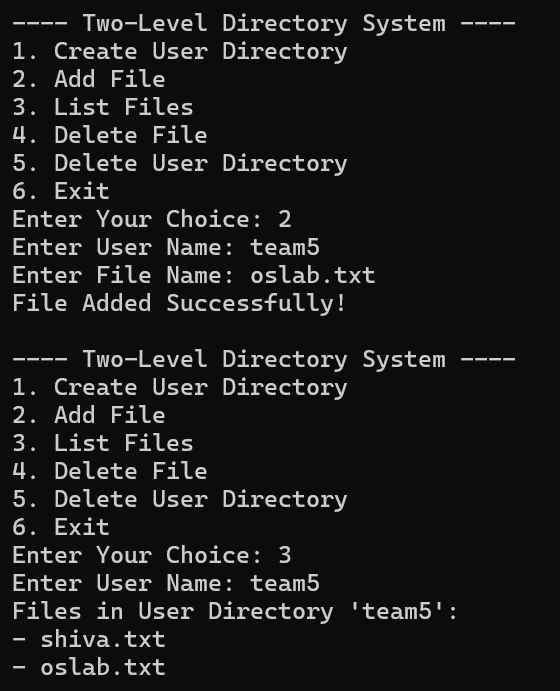 ---- Two-Level Directory System ----
1. Create User Directory
2. Add File
3. List Files
4. Delete File
5. Delete User Directory
6. Exit
Enter Your Choice: 2
Enter User Name: team5
Enter File Name: oslab.txt
File Added Successfully!

---- Two-Level Directory System ----
1. Create User Directory
2. Add File
3. List Files
4. Delete File
5. Delete User Directory
6. Exit
Enter Your Choice: 3
Enter User Name: team5
Files in User Directory 'team5':
- shiva.txt
- oslab.txt